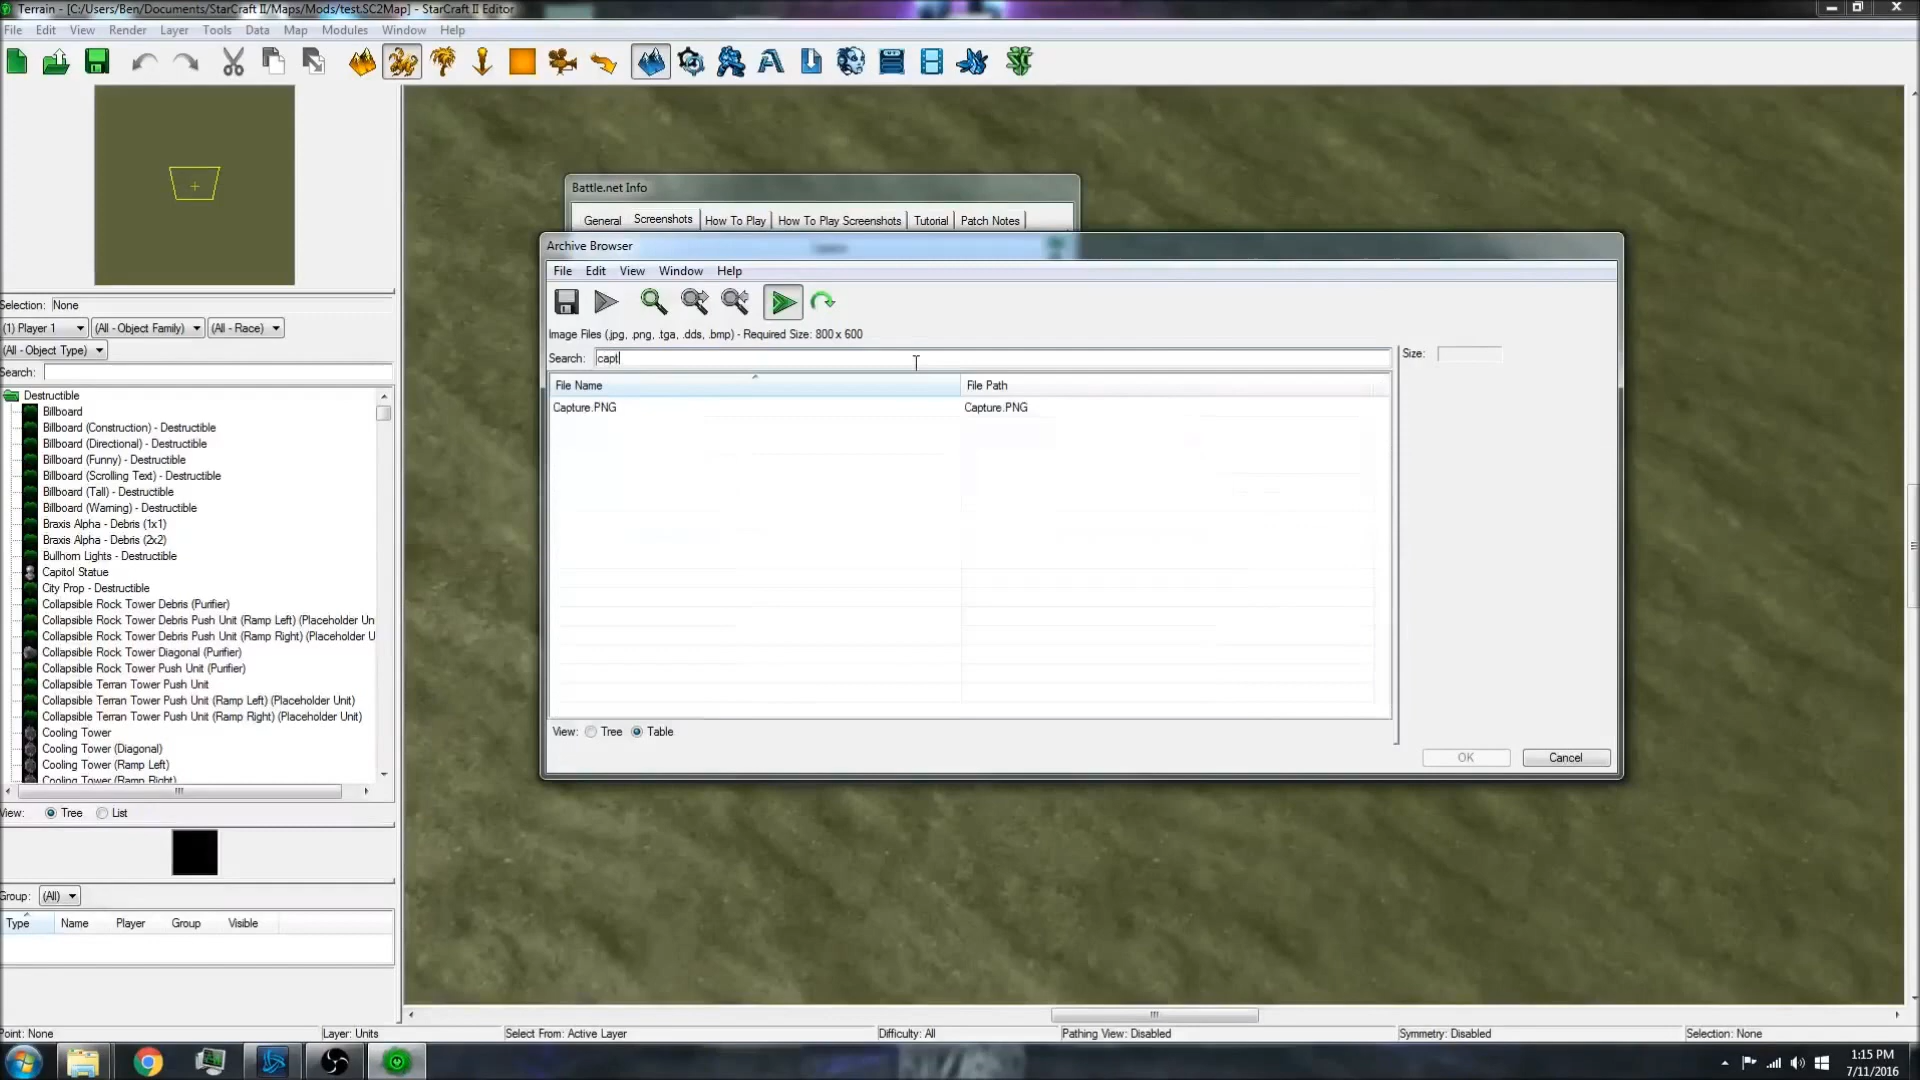 Terrain - [C:/Users/Ben/Documents/StarCraft II/Maps/Mods/test.SC2Map] - StarCraft II Editor
File Edit View Render Layer Tools Data Map Modules Window Help
Selection: None
(1) Player 1 (All - Object Family) (All - Race)
(All - Object Type)
Search:
Destructible
Billboard
Billboard (Construction) - Destructible
Billboard (Directional) - Destructible
Billboard (Funny) - Destructible
Billboard (Scrolling Text) - Destructible
Billboard (Tall) - Destructible
Billboard (Warning) - Destructible
Braxis Alpha - Debris (1x1)
Braxis Alpha - Debris (2x2)
Bullhorn Lights - Destructible
Capitol Statue
City Prop - Destructible
Collapsible Rock Tower Debris (Purifier)
Collapsible Rock Tower Debris Push Unit (Ramp Left) (Placeholder Un
Collapsible Rock Tower Debris Push Unit (Ramp Right) (Placeholder U
Collapsible Rock Tower Diagonal (Purifier)
Collapsible Rock Tower Push Unit (Purifier)
Collapsible Terran Tower Push Unit
Collapsible Terran Tower Push Unit (Ramp Left) (Placeholder Unit)
Collapsible Terran Tower Push Unit (Ramp Right) (Placeholder Unit)
Cooling Tower
Cooling Tower (Diagonal)
Cooling Tower (Ramp Left)
Cooling Tower (Ramp Right)
View: Tree List
Group: (All)
Type Name Player Group Visible
Battle.net Info
General Screenshots How To Play How To Play Screenshots Tutorial Patch Notes
Archive Browser
File Edit View Window Help
Image Files (.jpg, .png, .tga, .dds, .bmp) - Required Size: 800 x 600
Search: capt
Size:
File Name File Path
Capture.PNG Capture.PNG
View: Tree Table
OK Cancel
Point: None Layer: Units Select From: Active Layer Difficulty: All Pathing View: Disabled Symmetry: Disabled Selection: None
1:15 PM
7/11/2016